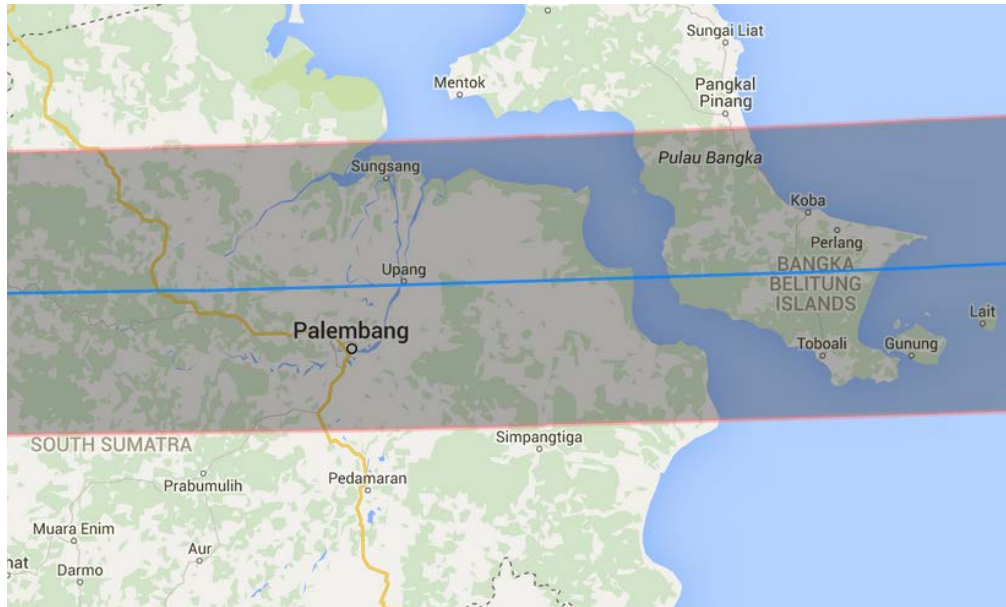 Sungai Liat
Mentok
Pangkal
Pinang
Pulau Bangka
Sungsang
Koba
Perlang
Upang
BANGKA
BELITUNG
ISLANDS
Lait
Palembang
Toboali
Gunung
SOUTH SUMATRA
Simpangtiga
Prabumulih
Pedamaran
Muara Enim
Aur
hat
Darmo